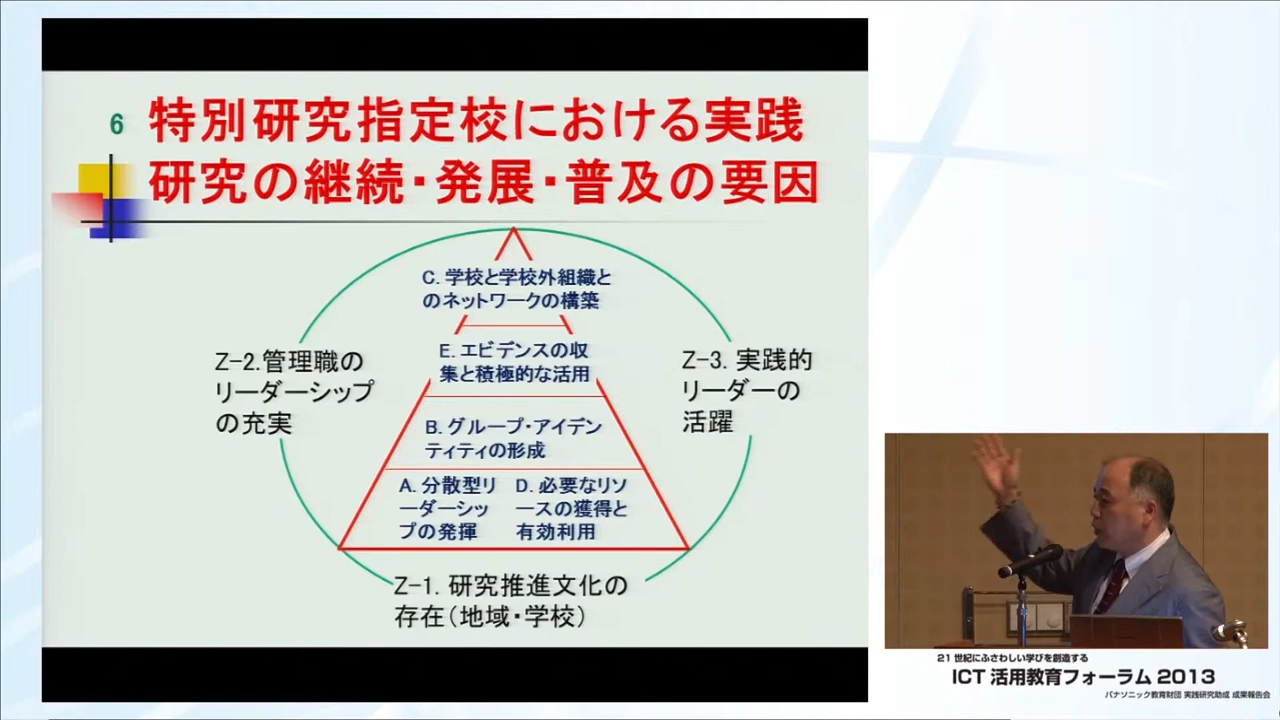 6
特別研究指定校における実践
研究の継続・発展・普及の要因
C. 学校と学校外組織と
のネットワークの構築
E. エビデンスの収
集と積極的な活用
B. グループ・アイデン
ティティの形成
A. 分散型リ
ーダーシッ
プの発揮
D. 必要なリソ
ースの獲得と
有効利用
Z-2.管理職の
リーダーシップ
の充実
Z-3. 実践的
リーダーの
活躍
Z-1. 研究推進文化の
存在(地域・学校)
21 世紀にふさわしい学びを創造する
ICT 活用教育フォーラム 2013
パナソニック教育財団 実践研究助成 成果報告会